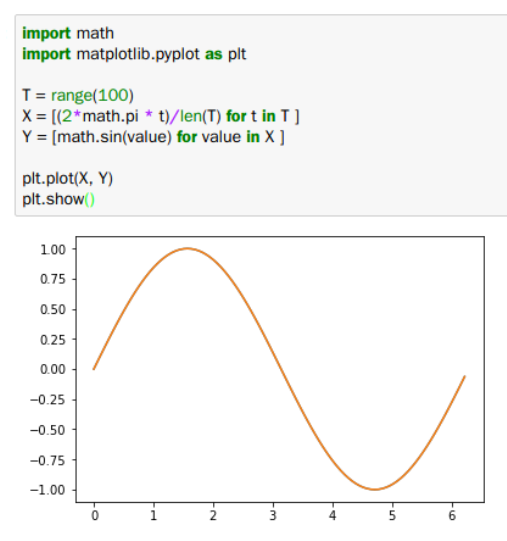 import math
import matplotlib.pyplot as plt
T = range(100)
X = [(2*math.pi * t)/len(T) for t in T ]
Y = [math.sin(value) for value in X ]
plt.plot(X, Y)
plt.show()
1.00
0.75
0.50
0.25
0.00
−0.25
−0.50
−0.75
−1.00
0 1 2 3 4 5 6